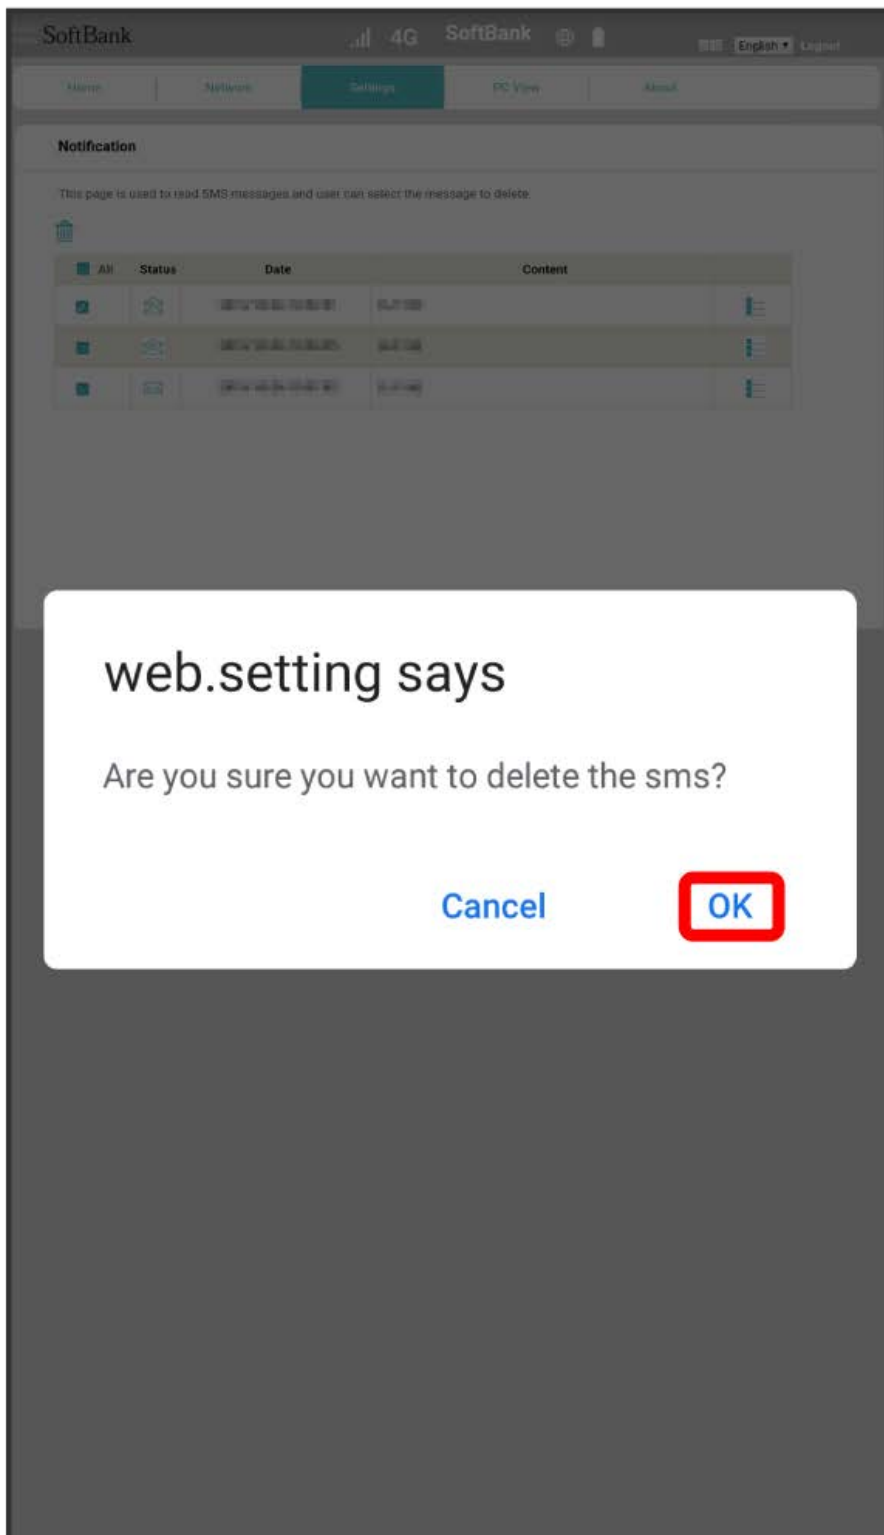 SoftBank 4G SoftBank English Logout
Home Network Settings PC View About
Notification
This page is used to read SMS messages and user can select the message to delete.
All Status Date Content
web.setting says
Are you sure you want to delete the sms?
Cancel OK